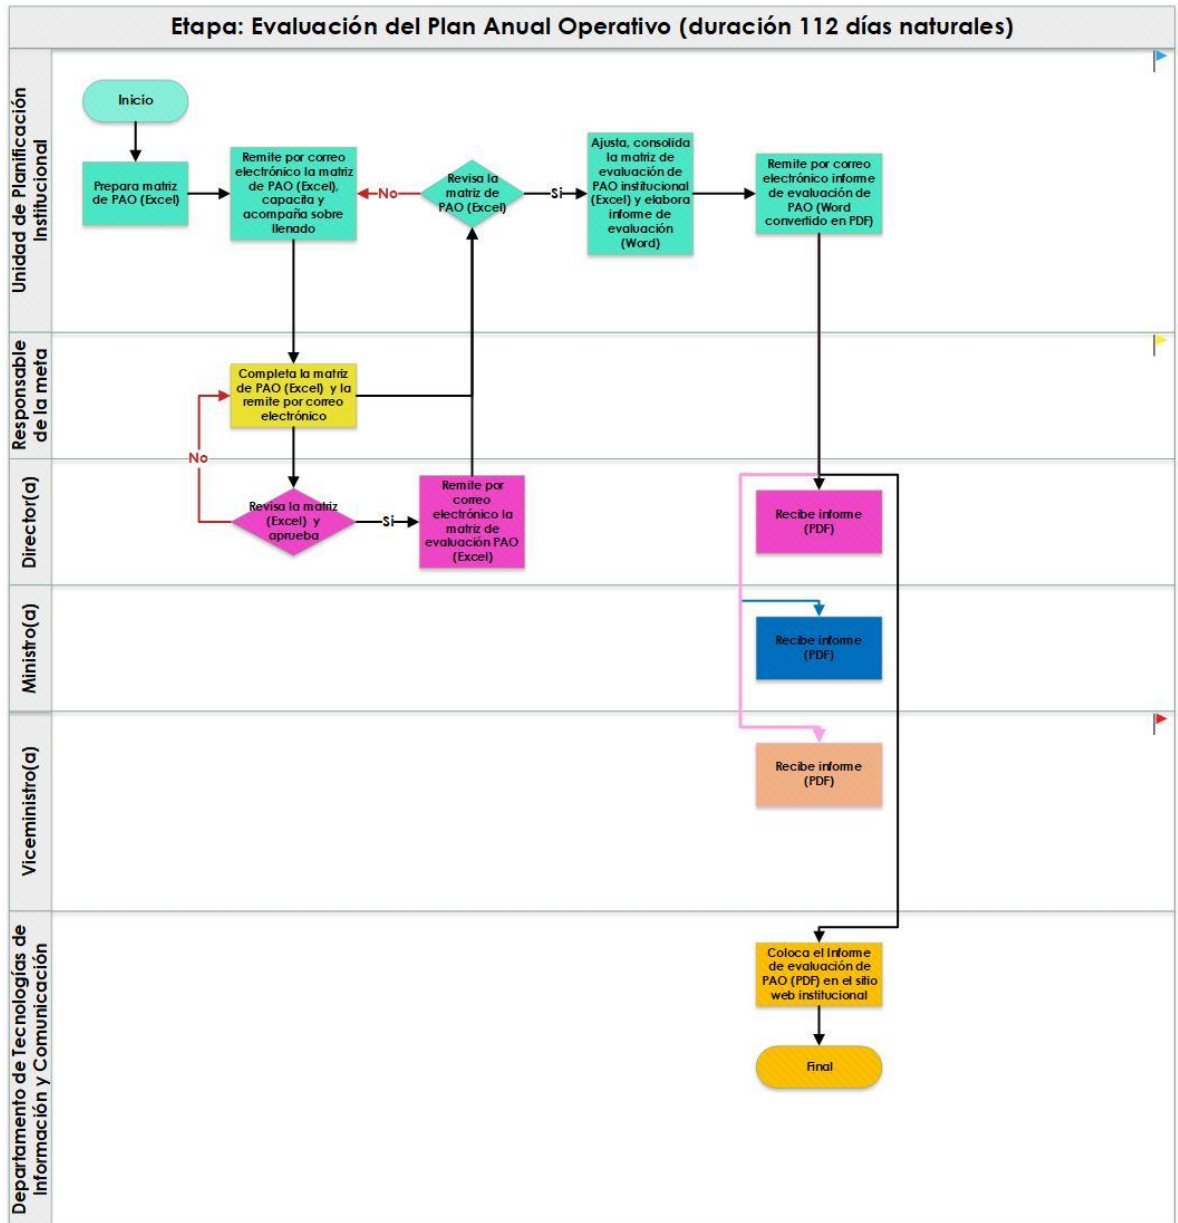 Etapa: Evaluación del Plan Anual Operativo (duración 112 días naturales)
Unidad de Planificación
Institucional
Inicio
Prepara matriz
de PAO (Excel)
Remite por correo
electrónico la matriz
de PAO (Excel),
capacita y
acompaña sobre
llenado
No
Revisa la
matriz de
PAO (Excel)
Si
Ajusta, consolida
la matriz de
evaluación de
PAO institucional
(Excel) y elabora
informe de
evaluación
(Word)
Remite por correo
electrónico informe
de evaluación de
PAO (Word
convertido en PDF)
Responsable
de la meta
Completa la matriz
de PAO (Excel) y la
remite por correo
electrónico
No
Director(a)
Revisa la matriz
(Excel) y
aprueba
Si
Remite por
correo
electrónico la
matriz de
evaluación PAO
(Excel)
Recibe informe
(PDF)
Ministro(a)
Recibe informe
(PDF)
Viceministro(a)
Recibe informe
(PDF)
Departamento de Tecnologías de
Información y Comunicación
Coloca el Informe
de evaluación de
PAO (PDF) en el sitio
web institucional
Final